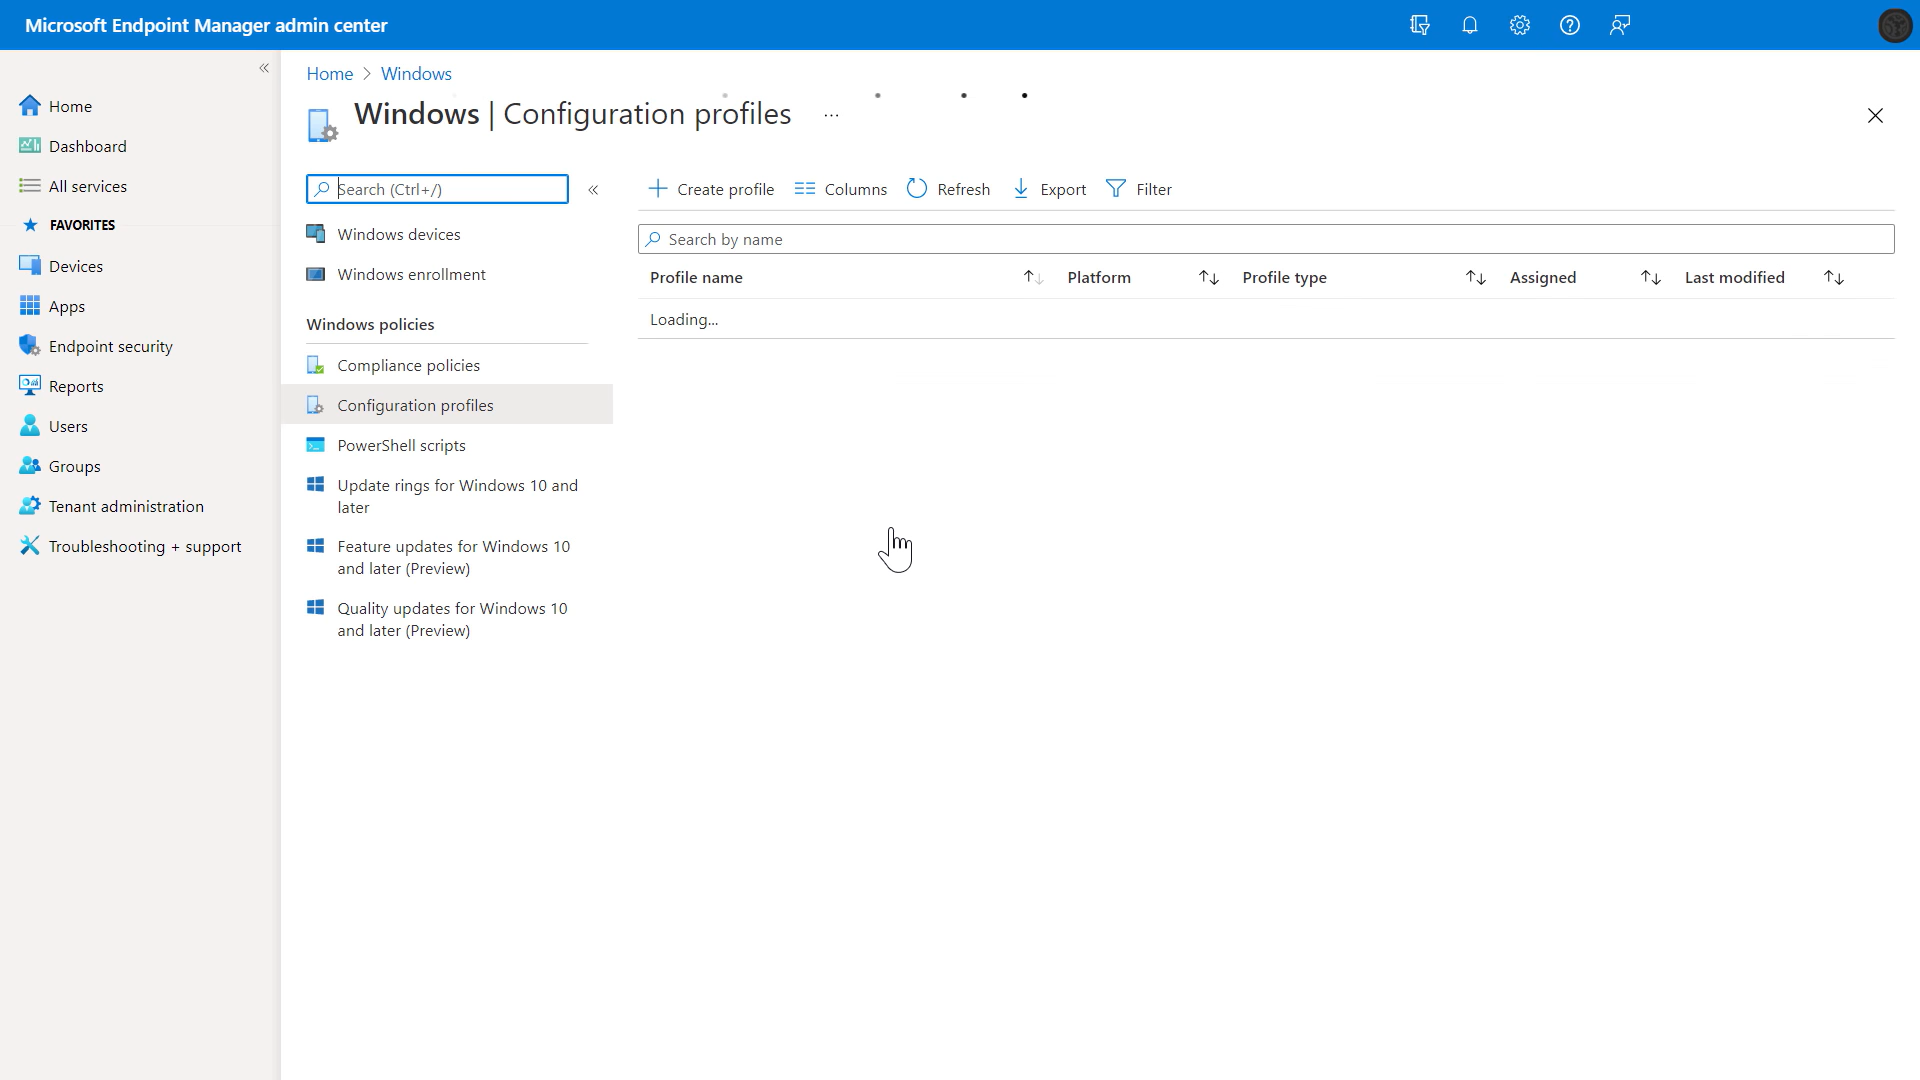 Microsoft Endpoint Manager admin center
Home
Dashboard
All services
FAVORITES
Devices
Apps
Endpoint security
Reports
Users
Groups
Tenant administration
Troubleshooting + support
Home > Windows
Windows | Configuration profiles ...
Search (Ctrl+/)
Windows devices
Windows enrollment
Windows policies
Compliance policies
Configuration profiles
PowerShell scripts
Update rings for Windows 10 and
later
Feature updates for Windows 10
and later (Preview)
Quality updates for Windows 10
and later (Preview)
Create profile Columns Refresh Export Filter
Search by name
Profile name Platform Profile type Assigned Last modified
Loading...